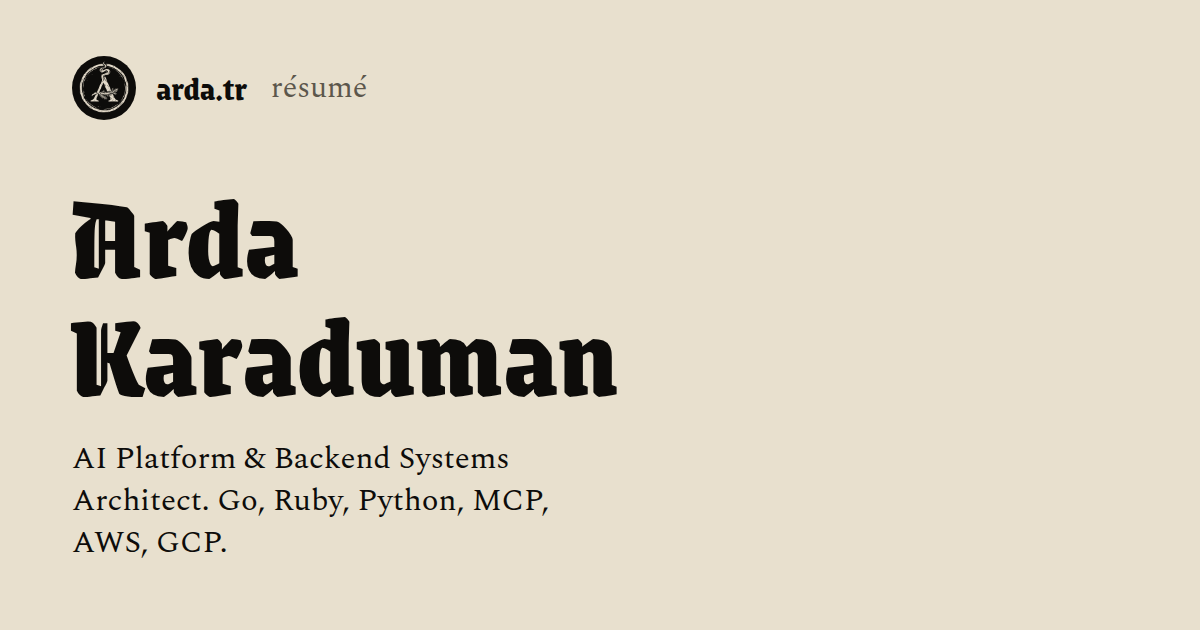 arda.tr résumé
Arda
Karaduman
AI Platform & Backend Systems
Architect. Go, Ruby, Python, MCP,
AWS, GCP.